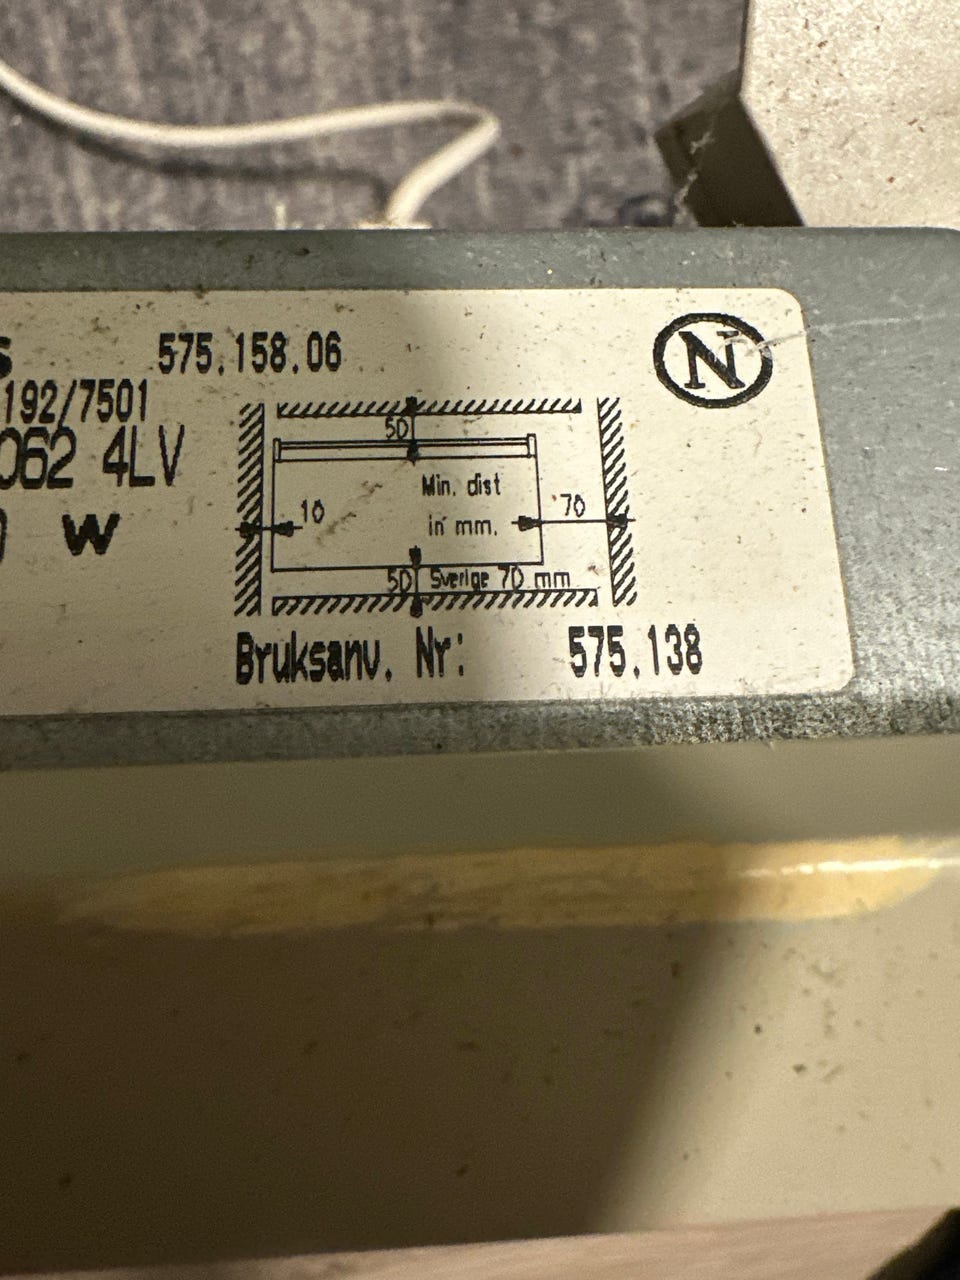 s 575.158.06 N
192/7501
50
062 4LV
Min. dist
10 in mm. 70
W
50 Sverige 70 mm
Bruksanv. Nr: 575.138